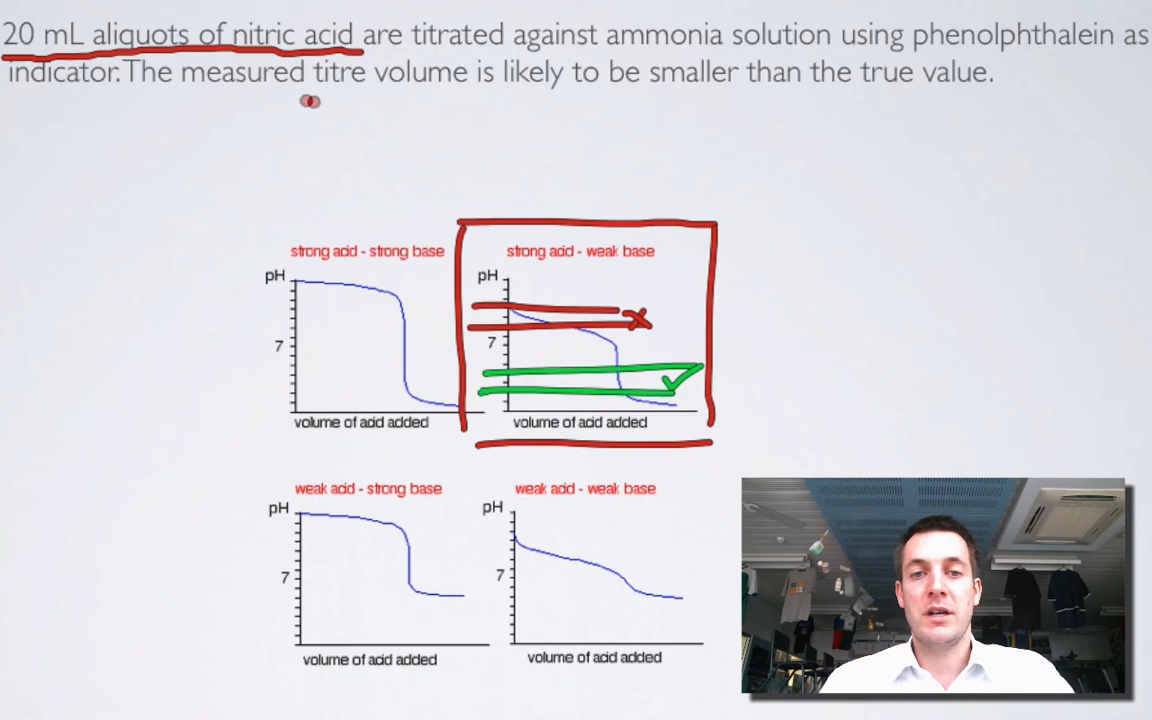 20 mL aliquots of nitric acid are titrated against ammonia solution using phenolphthalein as
indicator. The measured titre volume is likely to be smaller than the true value.
strong acid - strong base
pH
7
volume of acid added
strong acid - weak base
pH
7
volume of acid added
weak acid - strong base
pH
7
volume of acid added
weak acid - weak base
pH
7
volume of acid added